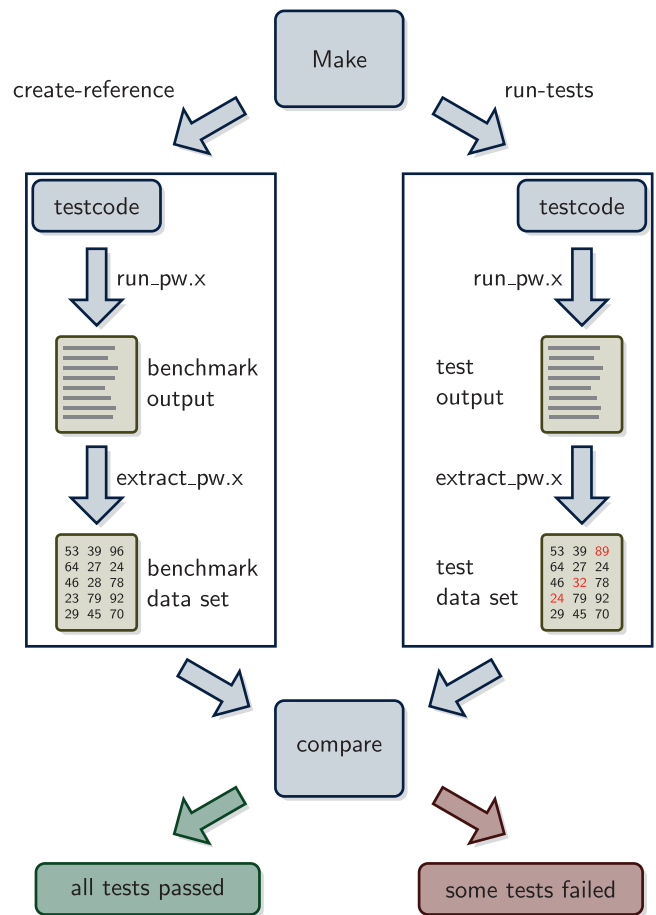 Make
create-reference
run-tests
testcode
run_pw.x
benchmark
output
extract_pw.x
53 39 96
64 27 24
46 28 78
23 79 92
29 45 70
benchmark
data set
testcode
run_pw.x
test
output
extract_pw.x
test
data set
53 39 89
64 27 24
46 32 78
24 79 92
29 45 70
compare
all tests passed
some tests failed